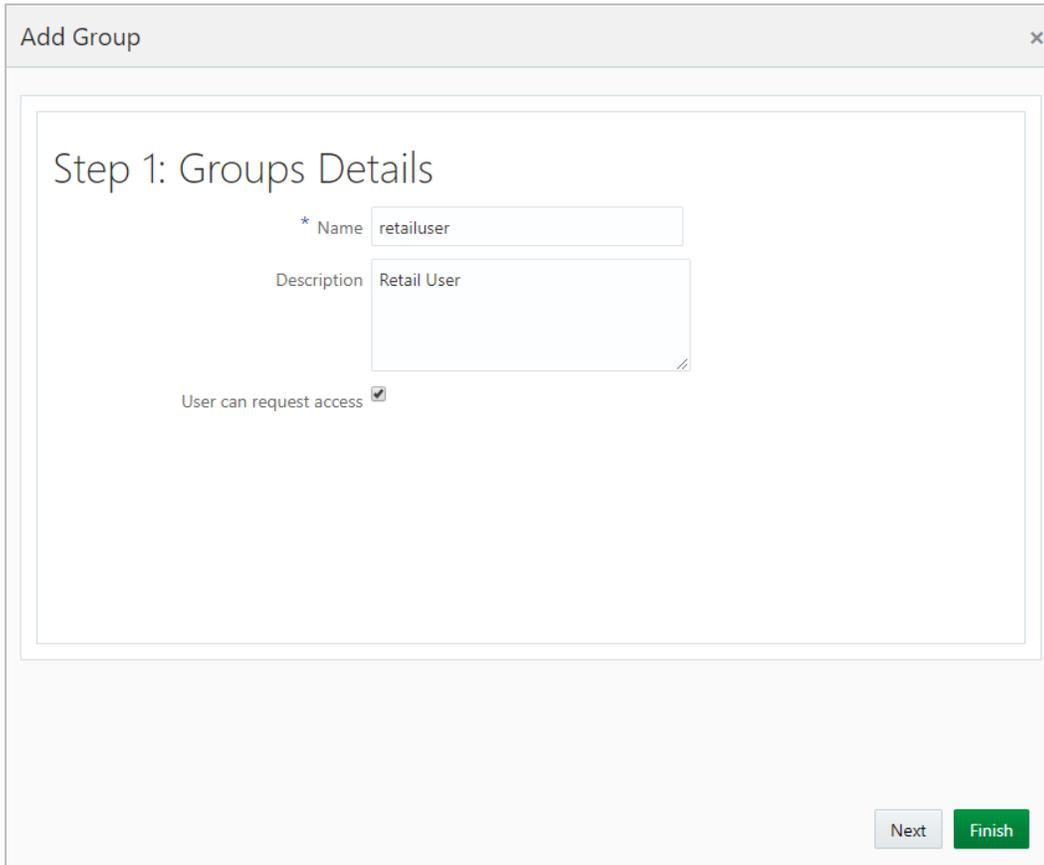 Add Group
×
Step 1: Groups Details
* Name retailuser
Description Retail User
User can request access
Next Finish